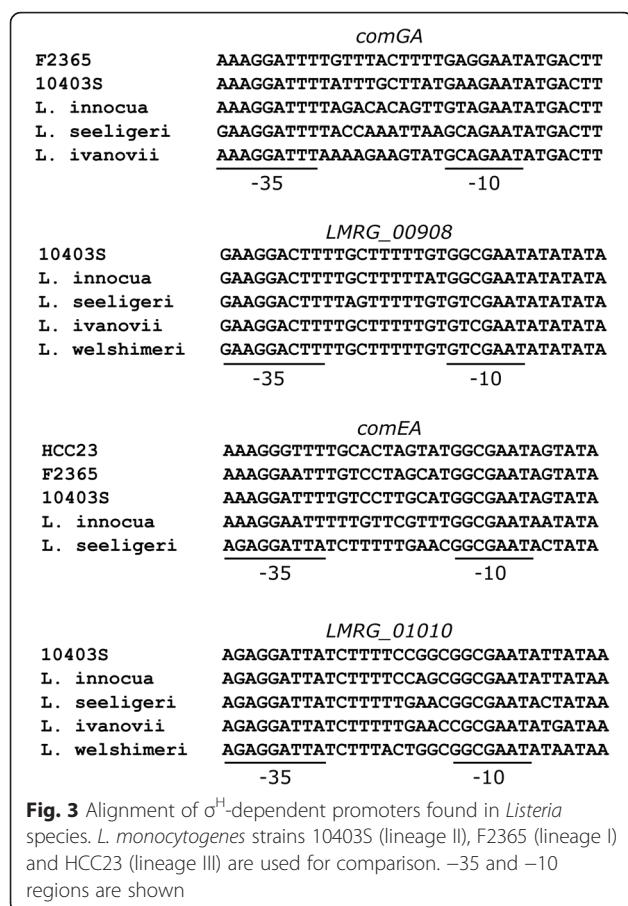 comGA
F2365 AAAGGATTTTGTTTACTTTTGAGGAATATGACTT
10403S AAAGGATTTTATTTGCTTATGAAGAATATGACTT
L. innocua AAAGGATTTTAGACACAGTTGTAGAATATGACTT
L. seeligeri GAAGGATTTTACCAAATTAAGCAGAATATGACTT
L. ivanovii AAAGGATTTAAAAGAAGTATGCAGAATATGACTT
-35 -10
LMRG_00908
10403S GAAGGACTTTTGCTTTTTGTGGCGAATATATATA
L. innocua GAAGGACTTTTGCTTTTTATGGCGAATATATATA
L. seeligeri GAAGGACTTTTAGTTTTTGTGTCGAATATATATA
L. ivanovii GAAGGACTTTTGCTTTTTGTGTCGAATATATATA
L. welshimeri GAAGGACTTTTGCTTTTTGTGTCGAATATATATA
-35 -10
comEA
HCC23 AAAGGGTTTTGCACTAGTATGGCGAATAGTATA
F2365 AAAGGAATTTTGTCCTAGCATGGCGAATAGTATA
10403S AAAGGATTTTGTCCTTGCATGGCGAATAGTATA
L. innocua AAAGGAATTTTTGTTCGTTTGGCGAATAATATA
L. seeligeri AGAGGATTATCTTTTTGAACGGCGAATACTATA
-35 -10
LMRG_01010
10403S AGAGGATTATCTTTTCCGGCGGCGAATATTATAA
L. innocua AGAGGATTATCTTTTCCAGCGGCGAATATTATAA
L. seeligeri AGAGGATTATCTTTTTGAACGGCGAATACTATAA
L. ivanovii AGAGGATTATCTTTTTGAACCGCGAATATGATAA
L. welshimeri AGAGGATTATCTTTACTGGCGGCGAATATAATAA
-35 -10
Fig. 3 Alignment of σᴴ-dependent promoters found in Listeria
species. L. monocytogenes strains 10403S (lineage II), F2365 (lineage I)
and HCC23 (lineage III) are used for comparison. −35 and −10
regions are shown